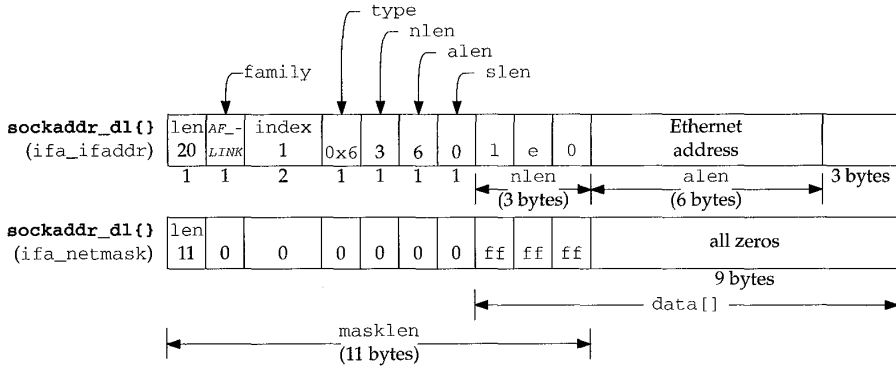 type
nlen
alen
slen
family
sockaddr_dl{}
(ifa_ifaddr)
len AF_- index Ethernet
20 LINK 1 0x6 3 6 0 l e 0 address
1 1 2 1 1 1 1 nlen alen 3 bytes
(3 bytes) (6 bytes)
sockaddr_dl{}
(ifa_netmask)
len
11 0 0 0 0 0 0 ff ff ff all zeros
9 bytes
data[]
masklen
(11 bytes)